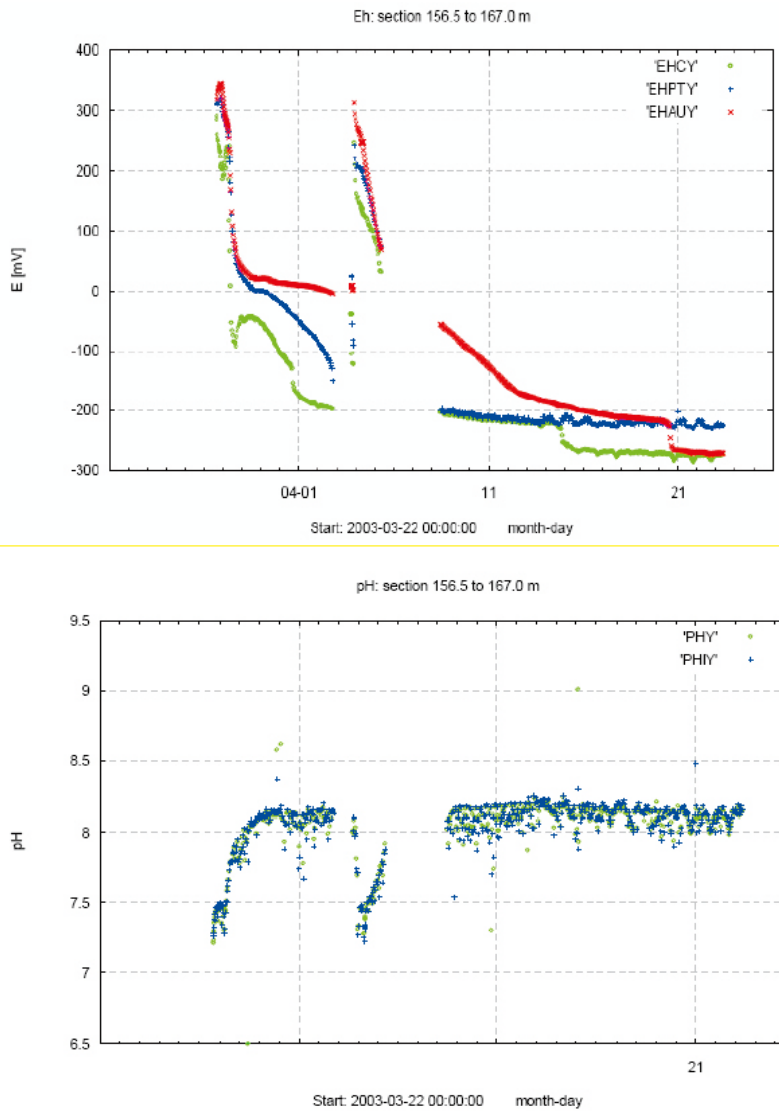 Eh: section 156.5 to 167.0 m
400
300
200
100
0
-100
-200
-300
E [mV]
'EHCY'
'EHPTY'
'EHAUY'
04-01
11
21
Start: 2003-03-22 00:00:00 month-day
pH: section 156.5 to 167.0 m
9.5
9
8.5
8
7.5
7
6.5
pH
'PHY'
'PHIY'
21
Start: 2003-03-22 00:00:00 month-day